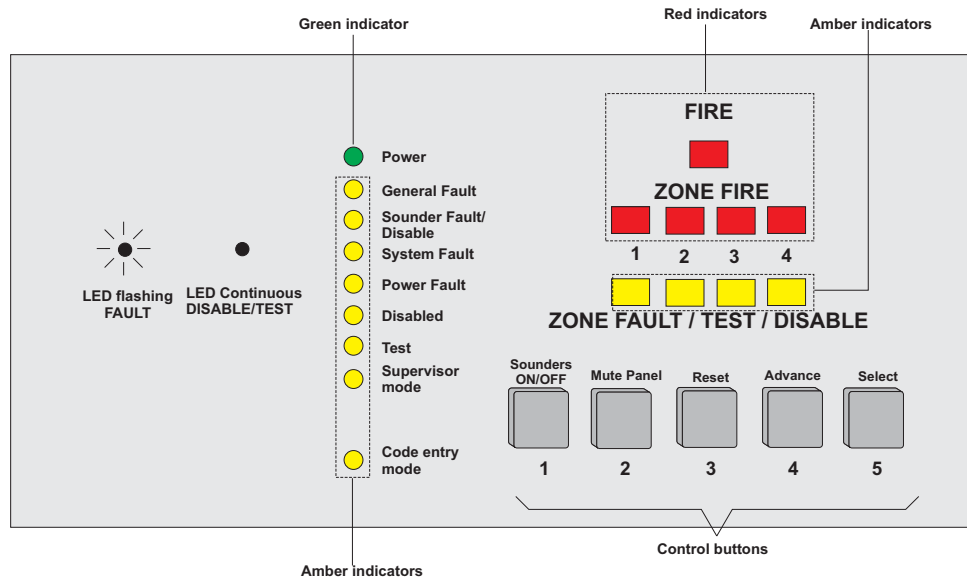 Green indicator
Red indicators
Amber indicators
FIRE
Power
General Fault
ZONE FIRE
Sounder Fault/
Disable
System Fault
1 2 3 4
LED flashing
FAULT
LED Continuous
DISABLE/TEST
Power Fault
Disabled
ZONE FAULT / TEST / DISABLE
Test
Supervisor
mode
Sounders
ON/OFF
Mute Panel
Reset
Advance
Select
Code entry
mode
1 2 3 4 5
Control buttons
Amber indicators